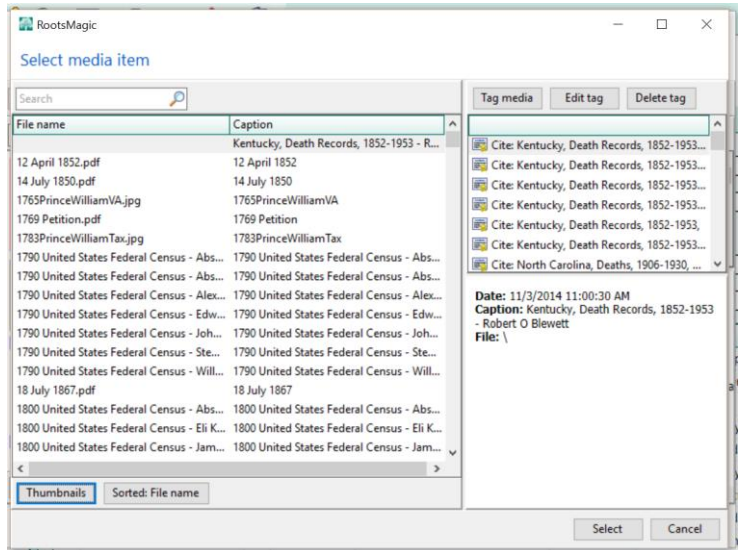 RootsMagic
Select media item
Search
Tag media Edit tag Delete tag
File name Caption
Kentucky, Death Records, 1852-1953 - R...
12 April 1852.pdf 12 April 1852
14 July 1850.pdf 14 July 1850
1765PrinceWilliamVA.jpg 1765PrinceWilliamVA
1769 Petition.pdf 1769 Petition
1783PrinceWilliamTax.jpg 1783PrinceWilliamTax
1790 United States Federal Census - Abs... 1790 United States Federal Census - Abs...
1790 United States Federal Census - Abs... 1790 United States Federal Census - Abs...
1790 United States Federal Census - Alex... 1790 United States Federal Census - Alex...
1790 United States Federal Census - Edw... 1790 United States Federal Census - Edw...
1790 United States Federal Census - Joh... 1790 United States Federal Census - Joh...
1790 United States Federal Census - Ste... 1790 United States Federal Census - Ste...
1790 United States Federal Census - Will... 1790 United States Federal Census - Will...
18 July 1867.pdf 18 July 1867
1800 United States Federal Census - Abs... 1800 United States Federal Census - Abs...
1800 United States Federal Census - Eli K... 1800 United States Federal Census - Eli K...
1800 United States Federal Census - Jam... 1800 United States Federal Census - Jam...
Thumbnails Sorted: File name
Cite: Kentucky, Death Records, 1852-1953...
Cite: Kentucky, Death Records, 1852-1953...
Cite: Kentucky, Death Records, 1852-1953...
Cite: Kentucky, Death Records, 1852-1953...
Cite: Kentucky, Death Records, 1852-1953,
Cite: Kentucky, Death Records, 1852-1953...
Cite: North Carolina, Deaths, 1906-1930, ...
Date: 11/3/2014 11:00:30 AM
Caption: Kentucky, Death Records, 1852-1953
- Robert O Blewett
File: \
Select Cancel